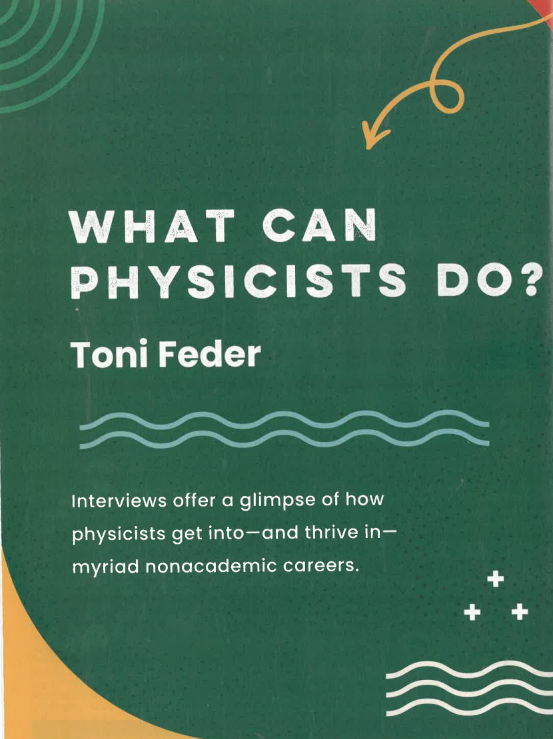 WHAT CAN
PHYSICISTS DO?
Toni Feder
Interviews offer a glimpse of how
physicists get into—and thrive in—
myriad nonacademic careers.